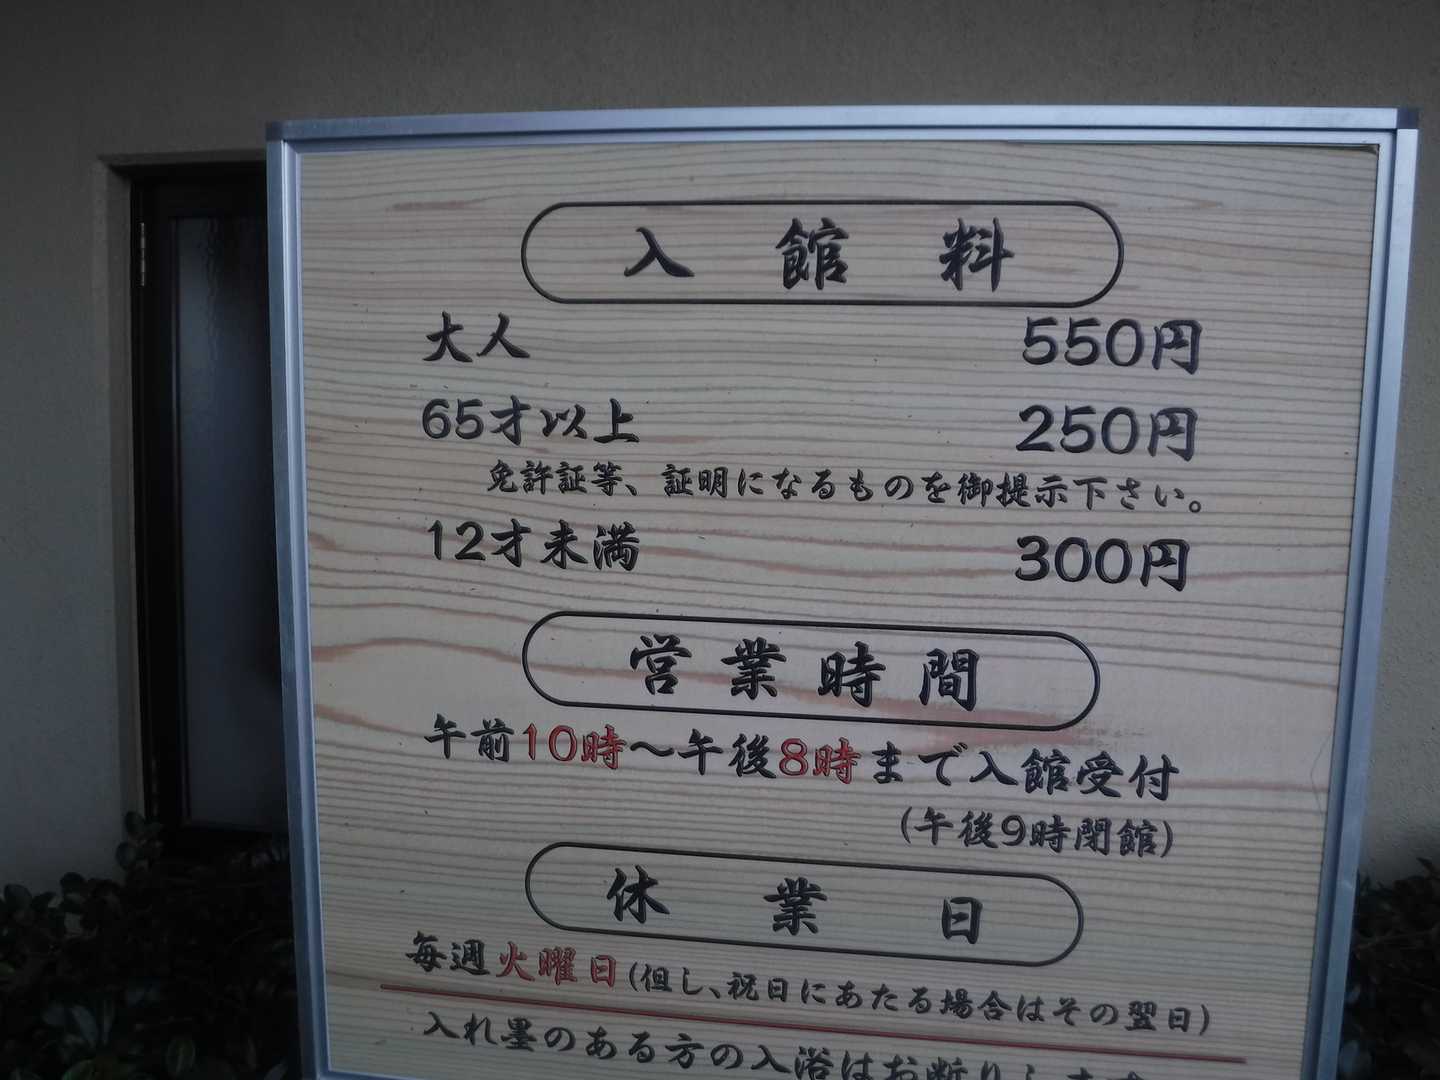 入館料
大人 550円
65才以上 250円
免許証等、証明になるものを御提示下さい。
12才未満 300円
営業時間
午前10時～午後8時まで入館受付
(午後9時閉館)
休業日
毎週火曜日(但し、祝日にあたる場合はその翌日)
入れ墨のある方の入浴はお断りします